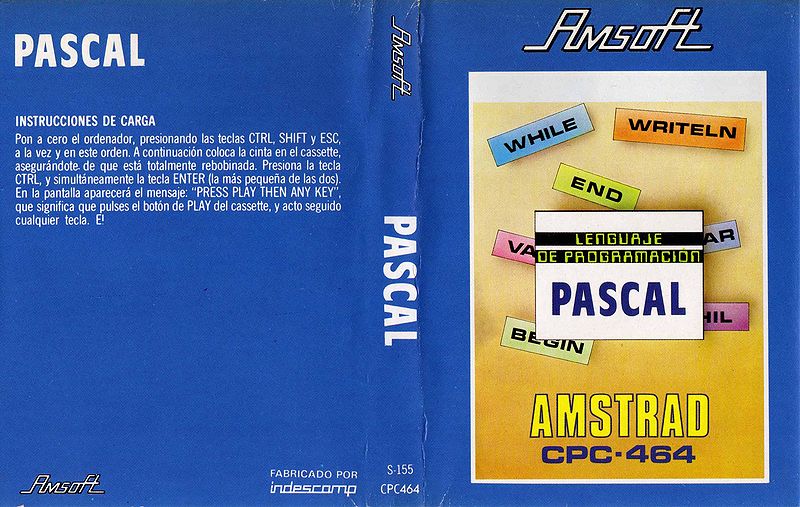 PASCAL
INSTRUCCIONES DE CARGA
Pon a cero el ordenador, presionando las teclas CTRL, SHIFT y ESC,
a la vez y en este orden. A continuación coloca la cinta en el cassette,
asegurándote de que está totalmente rebobinada. Presiona la tecla
CTRL, y simultáneamente la tecla ENTER (la más pequeña de las dos).
En la pantalla aparecerá el mensaje: "PRESS PLAY THEN ANY KEY",
que significa que pulses el botón de PLAY del cassette, y acto seguido
cualquier tecla. E!
Amsoft
FABRICADO POR
indescomp
Amsoft
PASCAL
S-155
CPC464
Amsoft
WHILE
WRITELN
END
VA
AR
LENGUAJE
DE PROGRAMACION
PASCAL
HIL
BEGIN
AMSTRAD
CPC·464